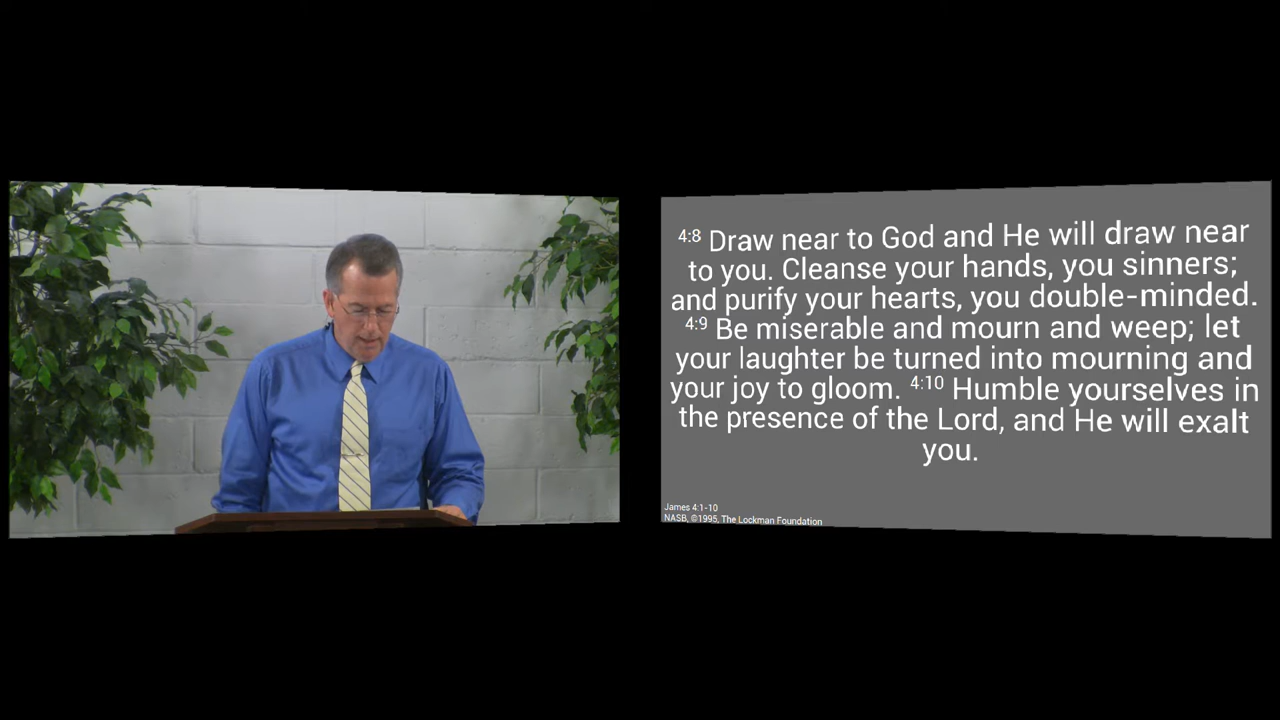 4:8 Draw near to God and He will draw near
to you. Cleanse your hands, you sinners;
and purify your hearts, you double-minded.
4:9 Be miserable and mourn and weep; let
your laughter be turned into mourning and
your joy to gloom. 4:10 Humble yourselves in
the presence of the Lord, and He will exalt
you.
James 4:1-10
NASB, ©1995, The Lockman Foundation